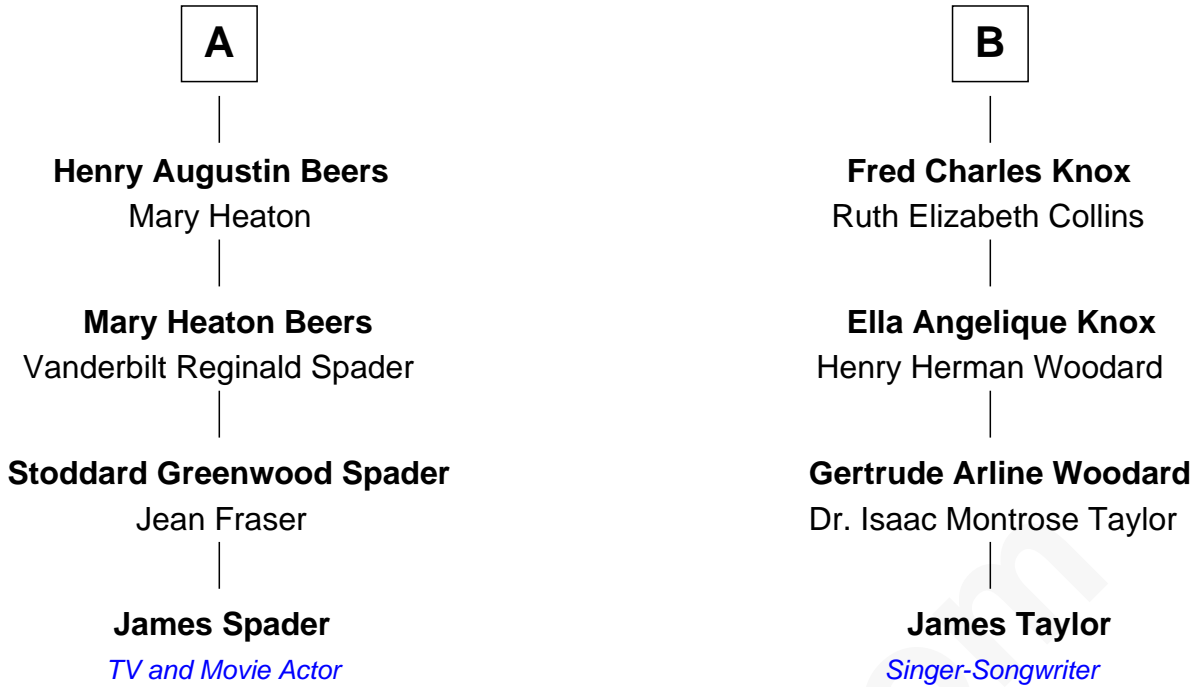 A
Henry Augustin Beers
Mary Heaton
Mary Heaton Beers
Vanderbilt Reginald Spader
Stoddard Greenwood Spader
Jean Fraser
James Spader
TV and Movie Actor
B
Fred Charles Knox
Ruth Elizabeth Collins
Ella Angelique Knox
Henry Herman Woodard
Gertrude Arline Woodard
Dr. Isaac Montrose Taylor
James Taylor
Singer-Songwriter